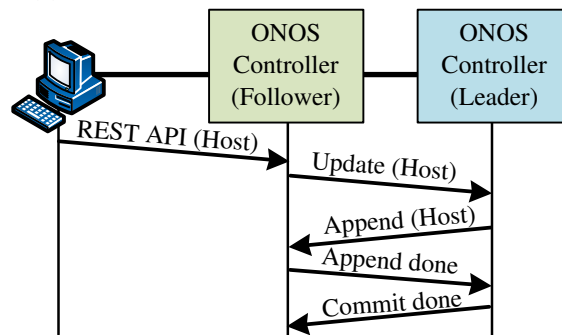 ONOS
Controller
(Follower)
ONOS
Controller
(Leader)
REST API (Host)
Update (Host)
Append (Host)
Append done
Commit done